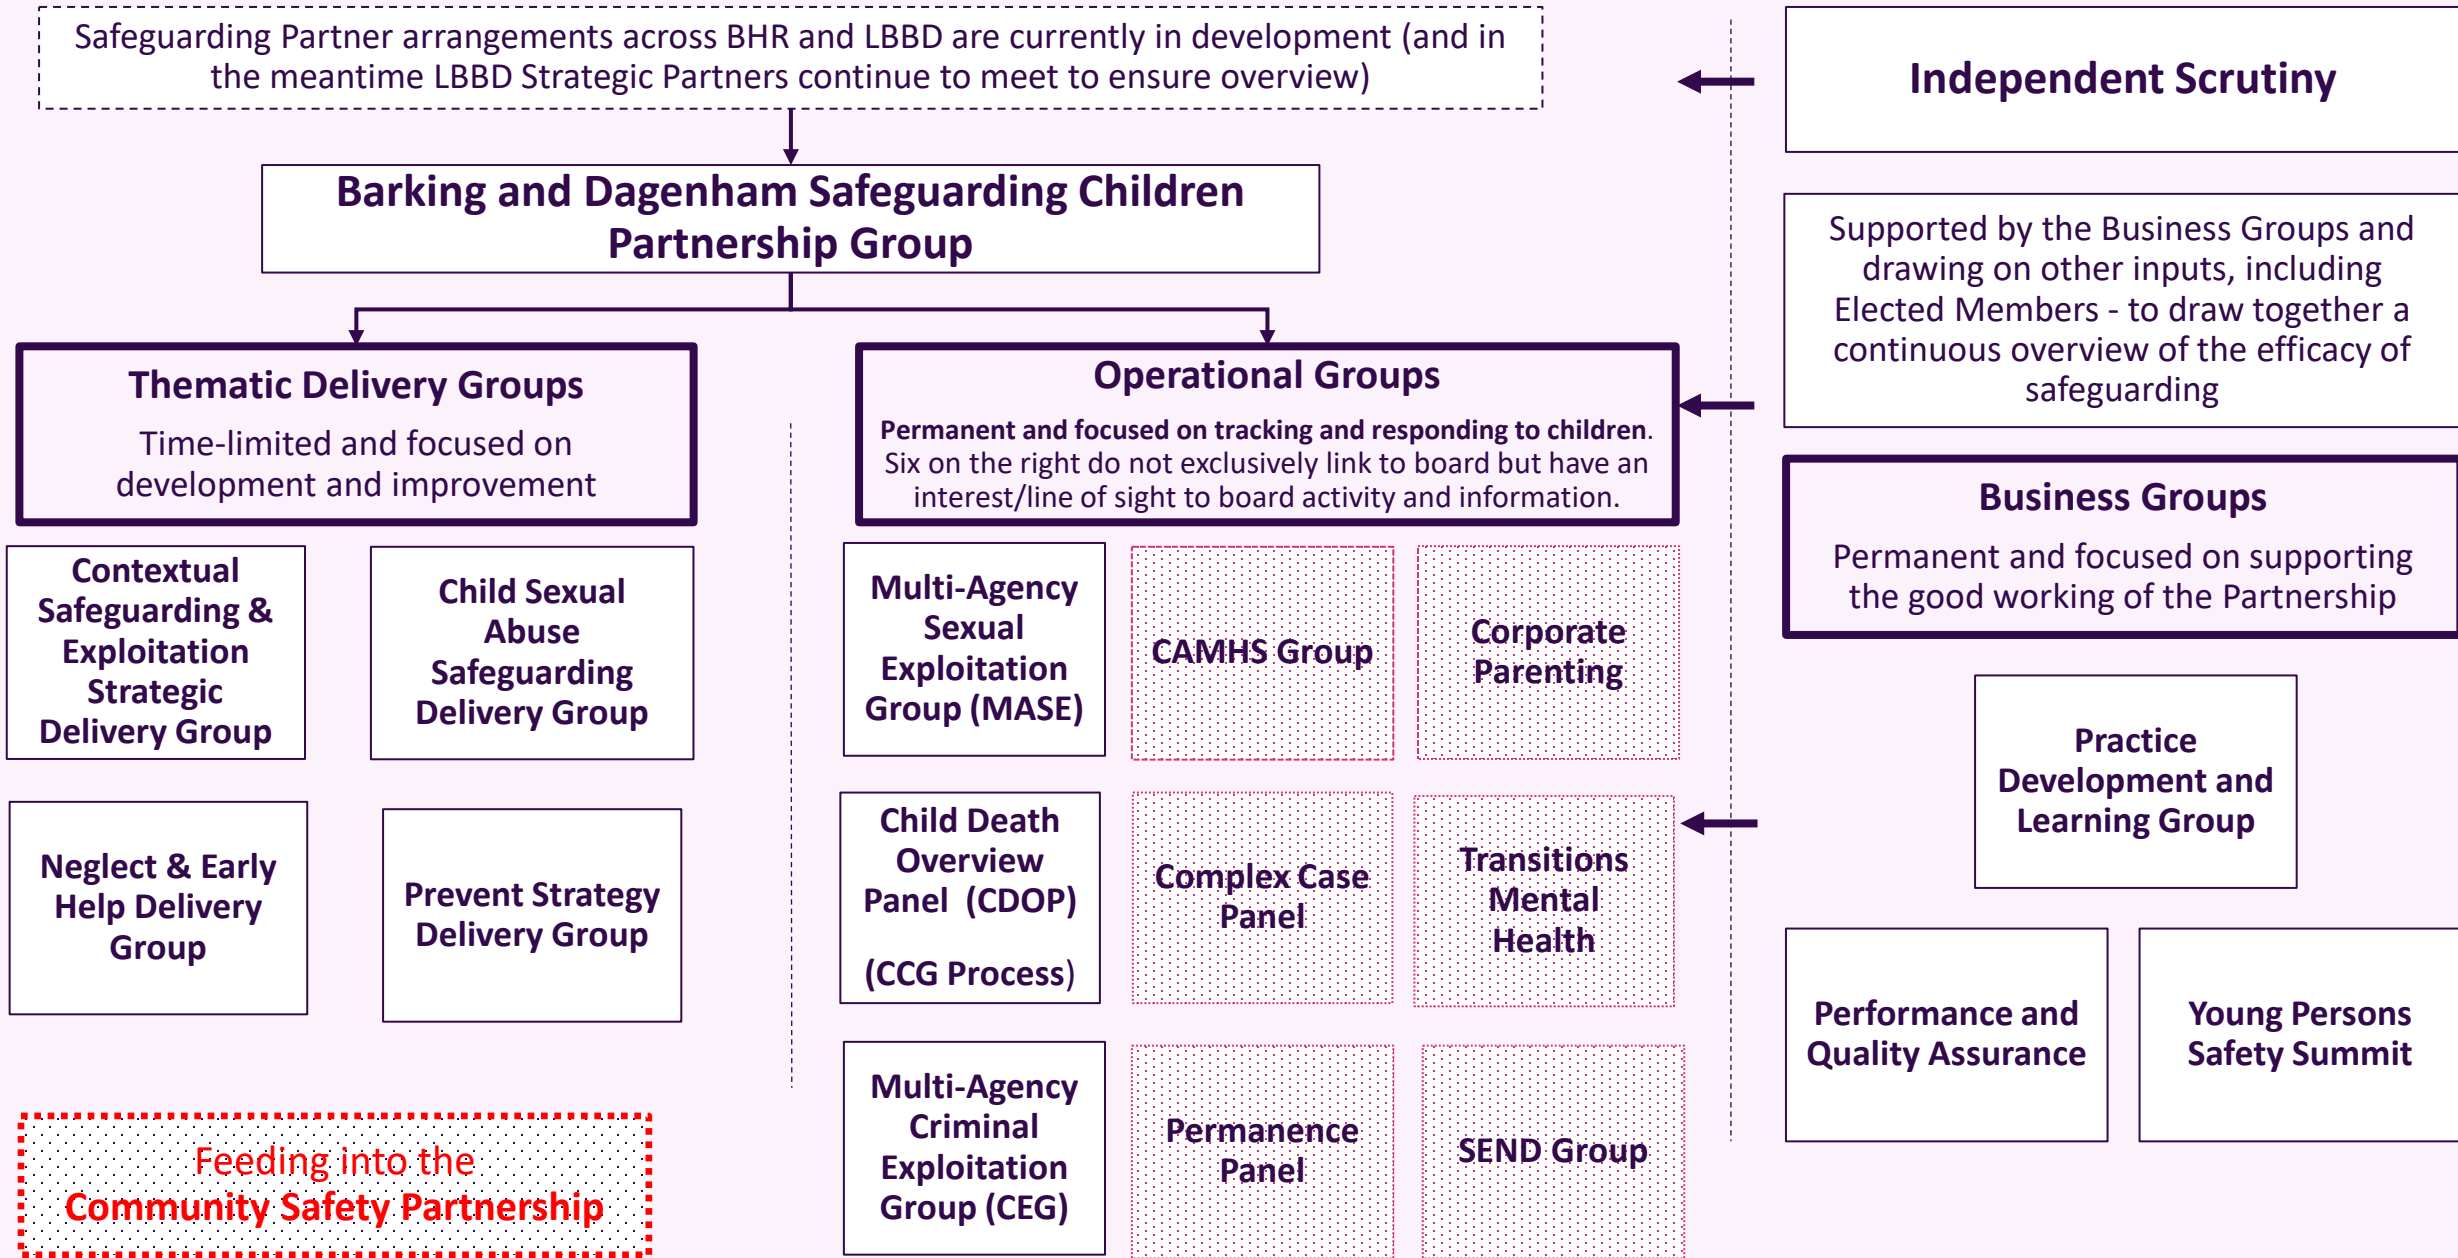 Safeguarding Partner arrangements across BHR and LBBD are currently in development (and in
the meantime LBBD Strategic Partners continue to meet to ensure overview)
Barking and Dagenham Safeguarding Children
Partnership Group
Thematic Delivery Groups
Time-limited and focused on
development and improvement
Contextual
Safeguarding &
Exploitation
Strategic
Delivery Group
Child Sexual
Abuse
Safeguarding
Delivery Group
Neglect & Early
Help Delivery
Group
Prevent Strategy
Delivery Group
Feeding into the
Community Safety Partnership
Operational Groups
Permanent and focused on tracking and responding to children.
Six on the right do not exclusively link to board but have an
interest/line of sight to board activity and information.
Multi-Agency
Sexual
Exploitation
Group (MASE)
CAMHS Group
Corporate
Parenting
Child Death
Overview
Panel (CDOP)
(CCG Process)
Complex Case
Panel
Transitions
Mental
Health
Multi-Agency
Criminal
Exploitation
Group (CEG)
Permanence
Panel
SEND Group
Independent Scrutiny
Supported by the Business Groups and
drawing on other inputs, including
Elected Members - to draw together a
continuous overview of the efficacy of
safeguarding
Business Groups
Permanent and focused on supporting
the good working of the Partnership
Practice
Development and
Learning Group
Performance and
Quality Assurance
Young Persons
Safety Summit